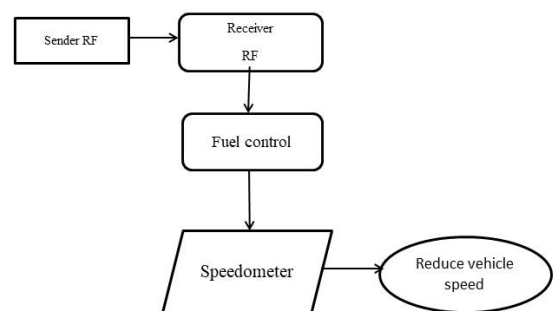 Sender RF
Receiver
RF
Fuel control
Speedometer
Reduce vehicle
speed